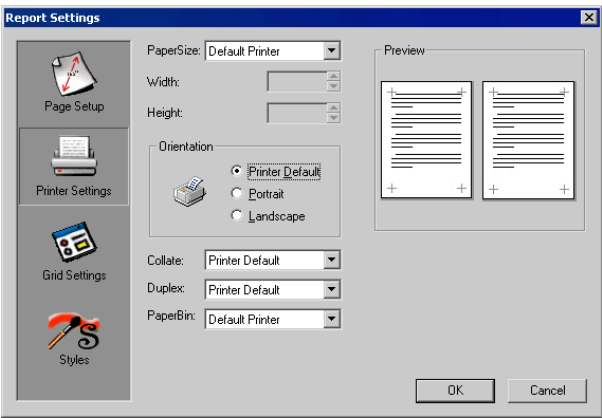 Report Settings
Page Setup
Printer Settings
Grid Settings
Styles
PaperSize: Default Printer
Width:
Height:
Orientation
Printer Default
Portrait
Landscape
Collate: Printer Default
Duplex: Printer Default
PaperBin: Default Printer
Preview
OK Cancel